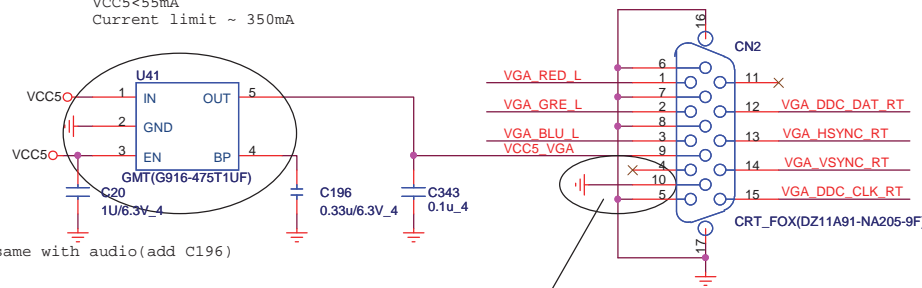 VCC5<55mA
Current limit ~ 350mA
U41
VCC5
1 IN OUT 5
2 GND
VCC5
3 EN BP 4
GMT(G916-475T1UF)
C20
1U/6.3V_4
C196
0.33u/6.3V_4
C343
0.1u_4
same with audio(add C196)
16
CN2
6
VGA_RED_L 1 11
7
VGA_GRE_L 2 12 VGA_DDC_DAT_RT
8
VGA_BLU_L 3 13 VGA_HSYNC_RT
VCC5_VGA 9
4 14 VGA_VSYNC_RT
10
5 15 VGA_DDC_CLK_RT
CRT_FOX(DZ11A91-NA205-9F)
17